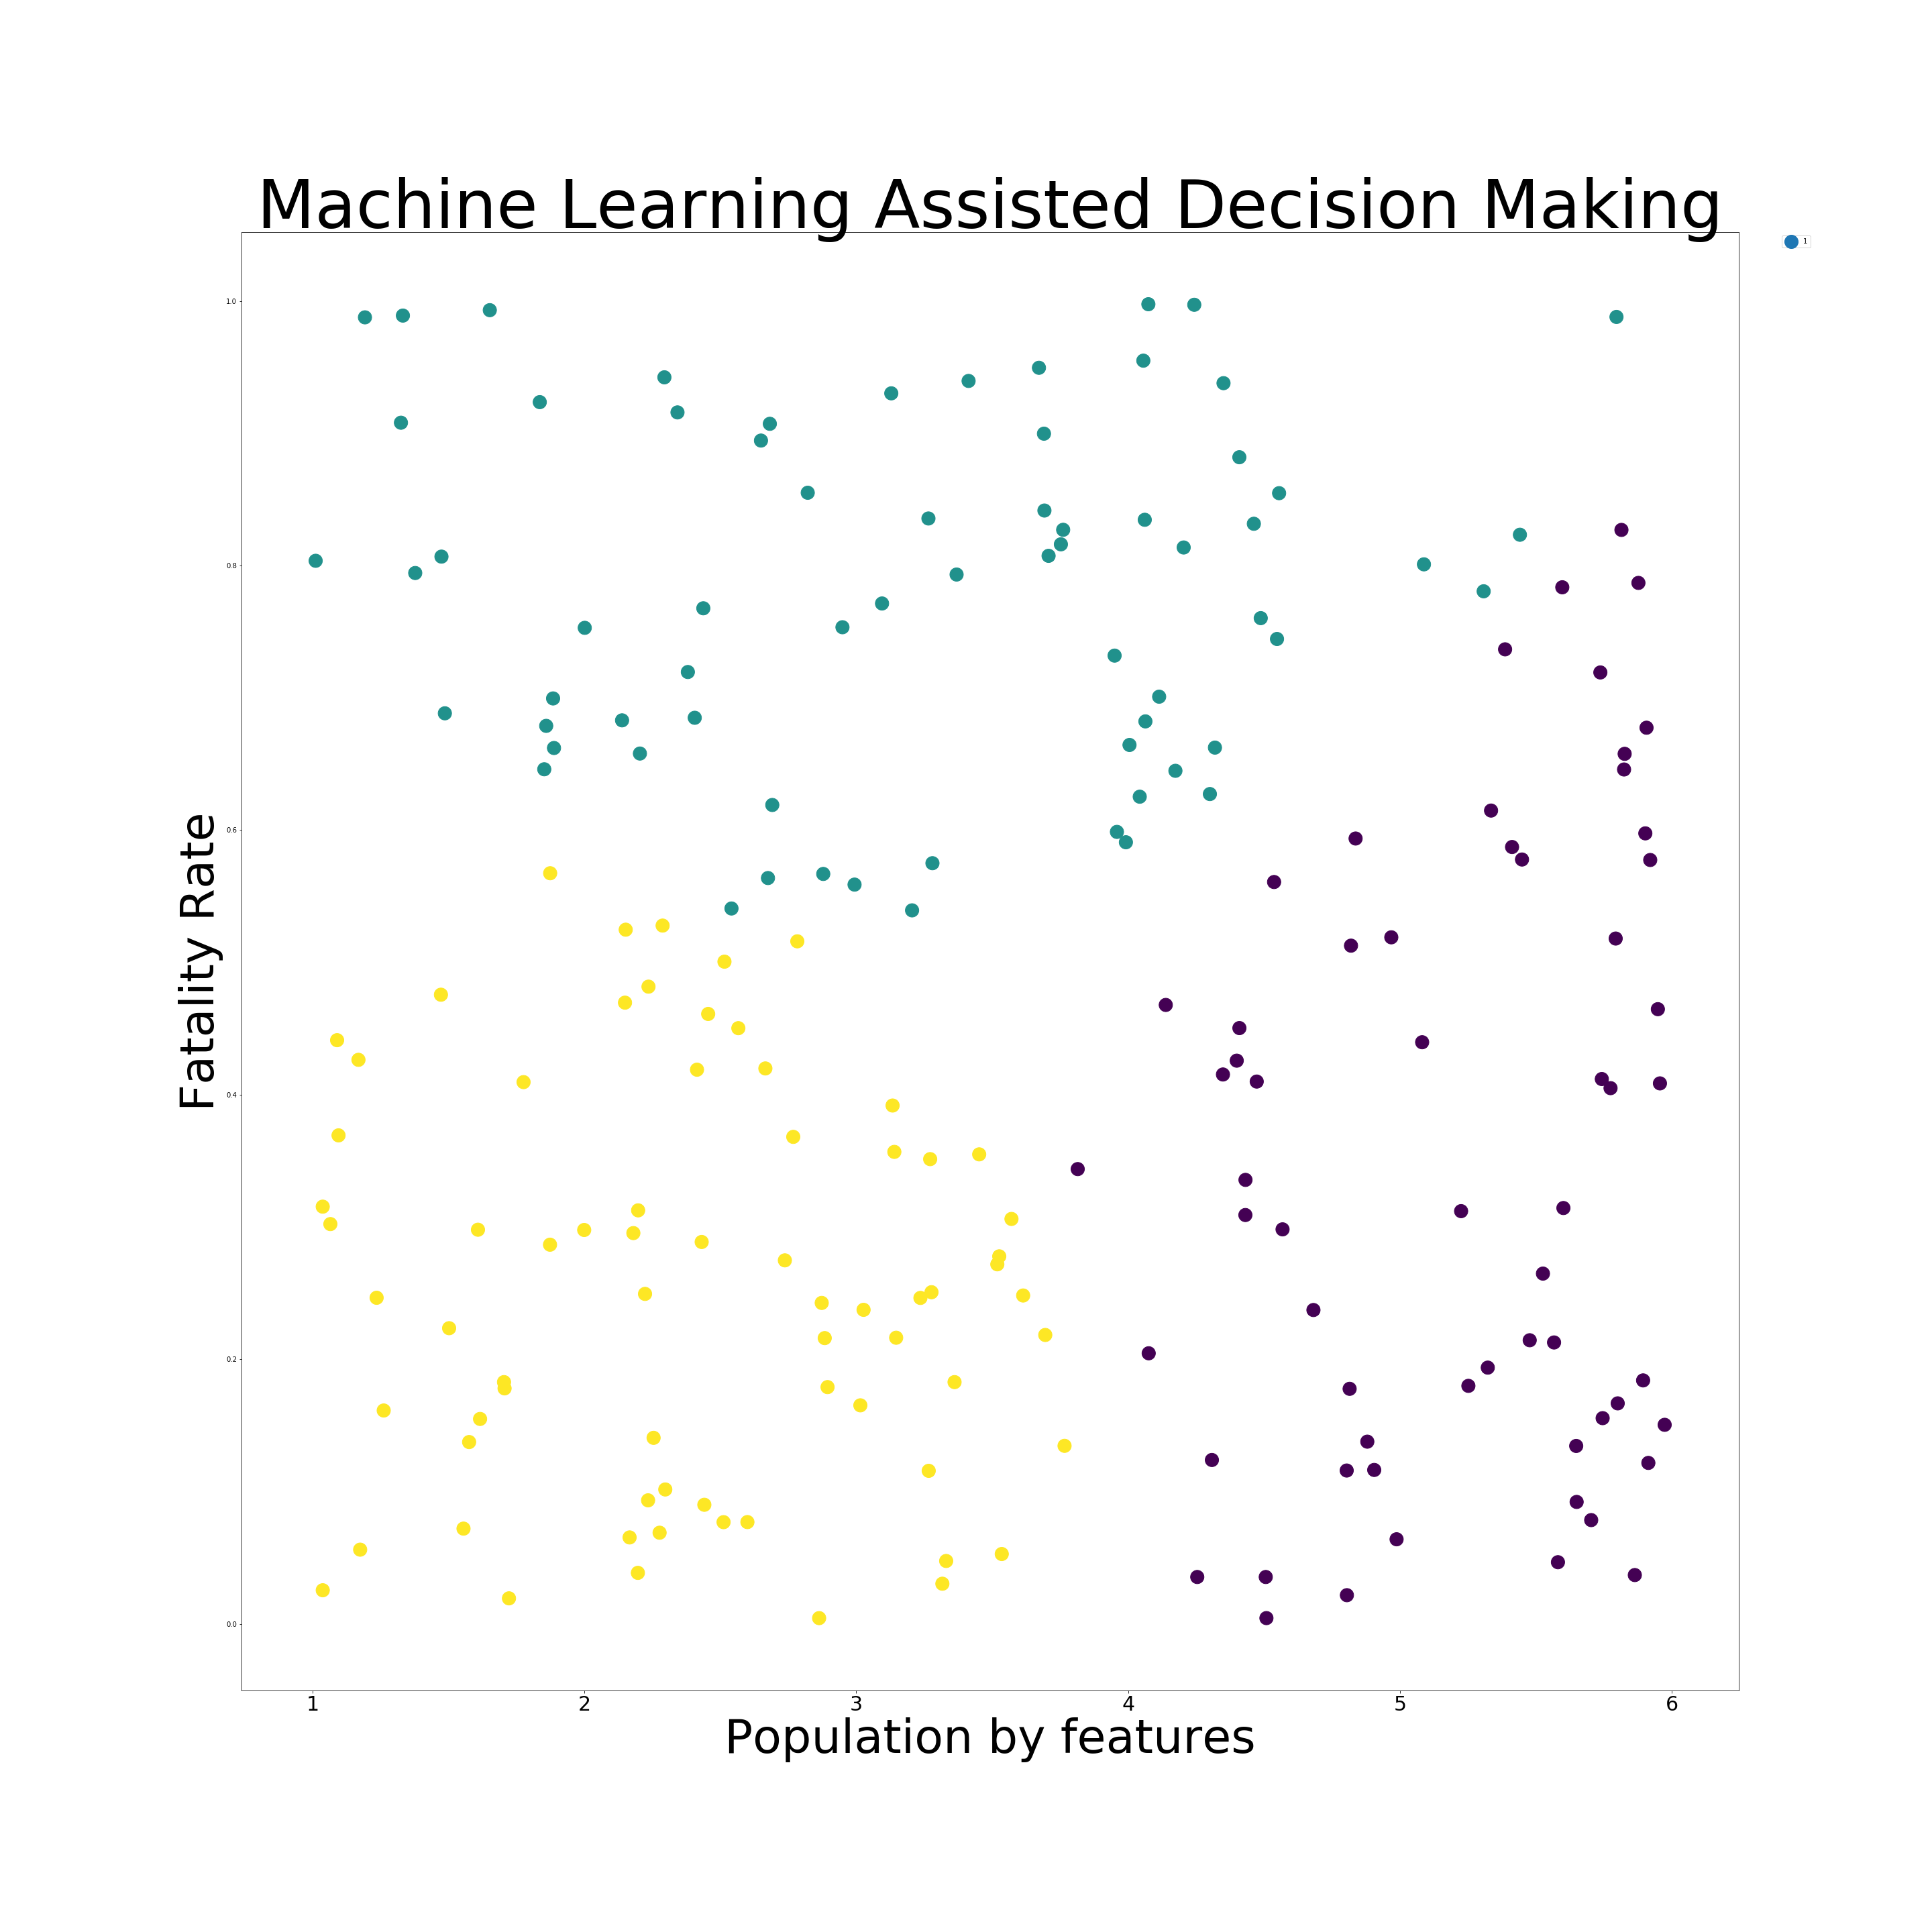 Machine Learning Assisted Decision Making
1
1.0
0.8
0.6
0.4
0.2
0.0
Fatality Rate
1 2 3 4 5 6
Population by features